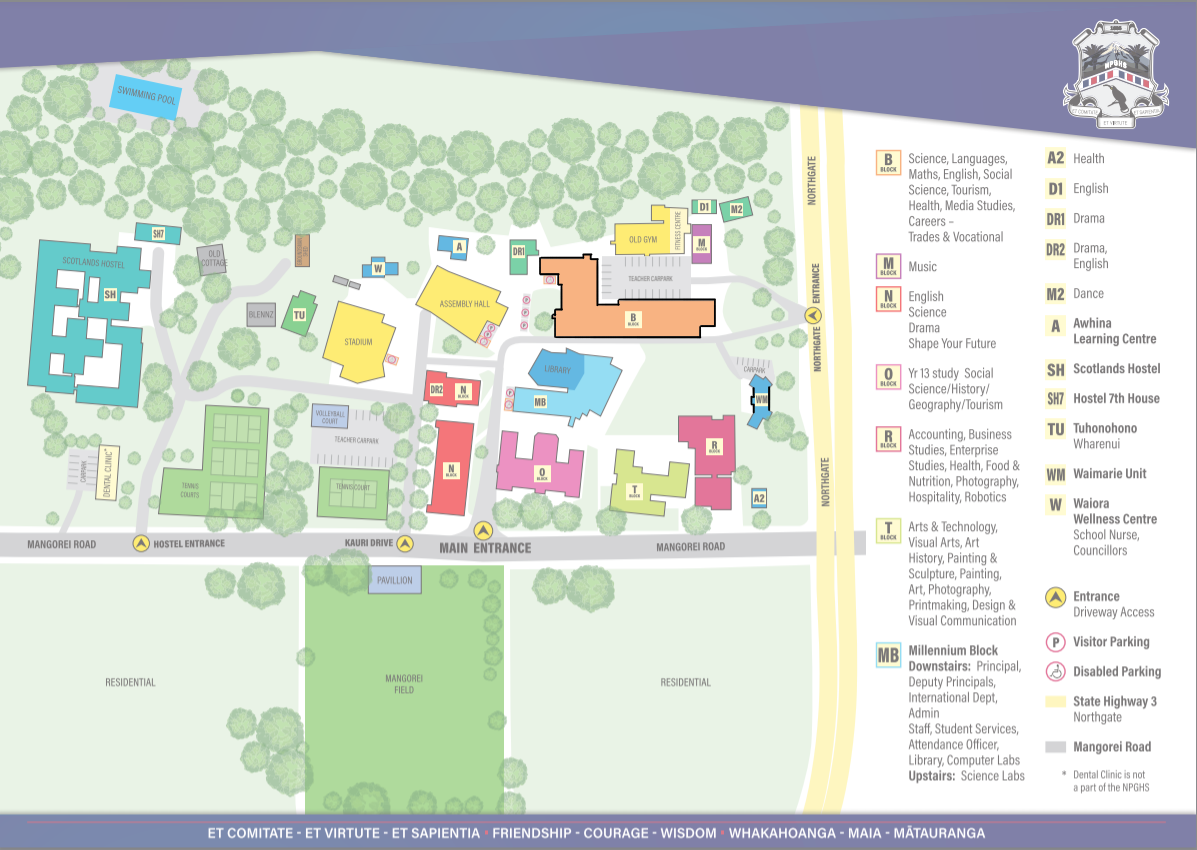 1885
NPGHS
ET COMITATE
ET VIRTUTE
ET SAPIENTIA
SWIMMING POOL
NORTHGATE
SH7
SCOTLANDS HOSTEL
SH
OLD
COTTAGE
W
A
DR1
D1
M2
OLD GYM
FITNESS CENTRE
M
BLOCK
TEACHER CARPARK
BLENNZ
TU
STADIUM
ASSEMBLY HALL
P
P
P
B
BLOCK
NORTHGATE ENTRANCE
LIBRARY
MB
P
CARPARK
WM
DR2
N
BLOCK
VOLLEYBALL
COURT
TEACHER CARPARK
TENNIS
COURTS
TENNIS COURT
CARPARK
DENTAL CLINIC*
N
BLOCK
O
BLOCK
T
BLOCK
R
BLOCK
A2
NORTHGATE
MANGOREI ROAD
HOSTEL ENTRANCE
KAURI DRIVE
MAIN ENTRANCE
MANGOREI ROAD
PAVILLION
RESIDENTIAL
MANGOREI
FIELD
RESIDENTIAL
B
BLOCK
Science, Languages,
Maths, English, Social
Science, Tourism,
Health, Media Studies,
Careers –
Trades & Vocational
M
BLOCK
Music
N
BLOCK
English
Science
Drama
Shape Your Future
O
BLOCK
Yr 13 study Social
Science/History/
Geography/Tourism
R
BLOCK
Accounting, Business
Studies, Enterprise
Studies, Health, Food &
Nutrition, Photography,
Hospitality, Robotics
T
BLOCK
Arts & Technology,
Visual Arts, Art
History, Painting &
Sculpture, Painting,
Art, Photography,
Printmaking, Design &
Visual Communication
MB
Millennium Block
Downstairs: Principal,
Deputy Principals,
International Dept,
Admin
Staff, Student Services,
Attendance Officer,
Library, Computer Labs
Upstairs: Science Labs
A2 Health
D1 English
DR1 Drama
DR2 Drama,
English
M2 Dance
A Awhina
Learning Centre
SH Scotlands Hostel
SH7 Hostel 7th House
TU Tuhonohono
Wharenui
WM Waimarie Unit
W Waiora
Wellness Centre
School Nurse,
Councillors
Entrance
Driveway Access
P Visitor Parking
Disabled Parking
State Highway 3
Northgate
Mangorei Road
* Dental Clinic is not
a part of the NPGHS
ET COMITATE - ET VIRTUTE - ET SAPIENTIA • FRIENDSHIP - COURAGE - WISDOM • WHAKAHOANGA - MAIA - MĀTAURANGA